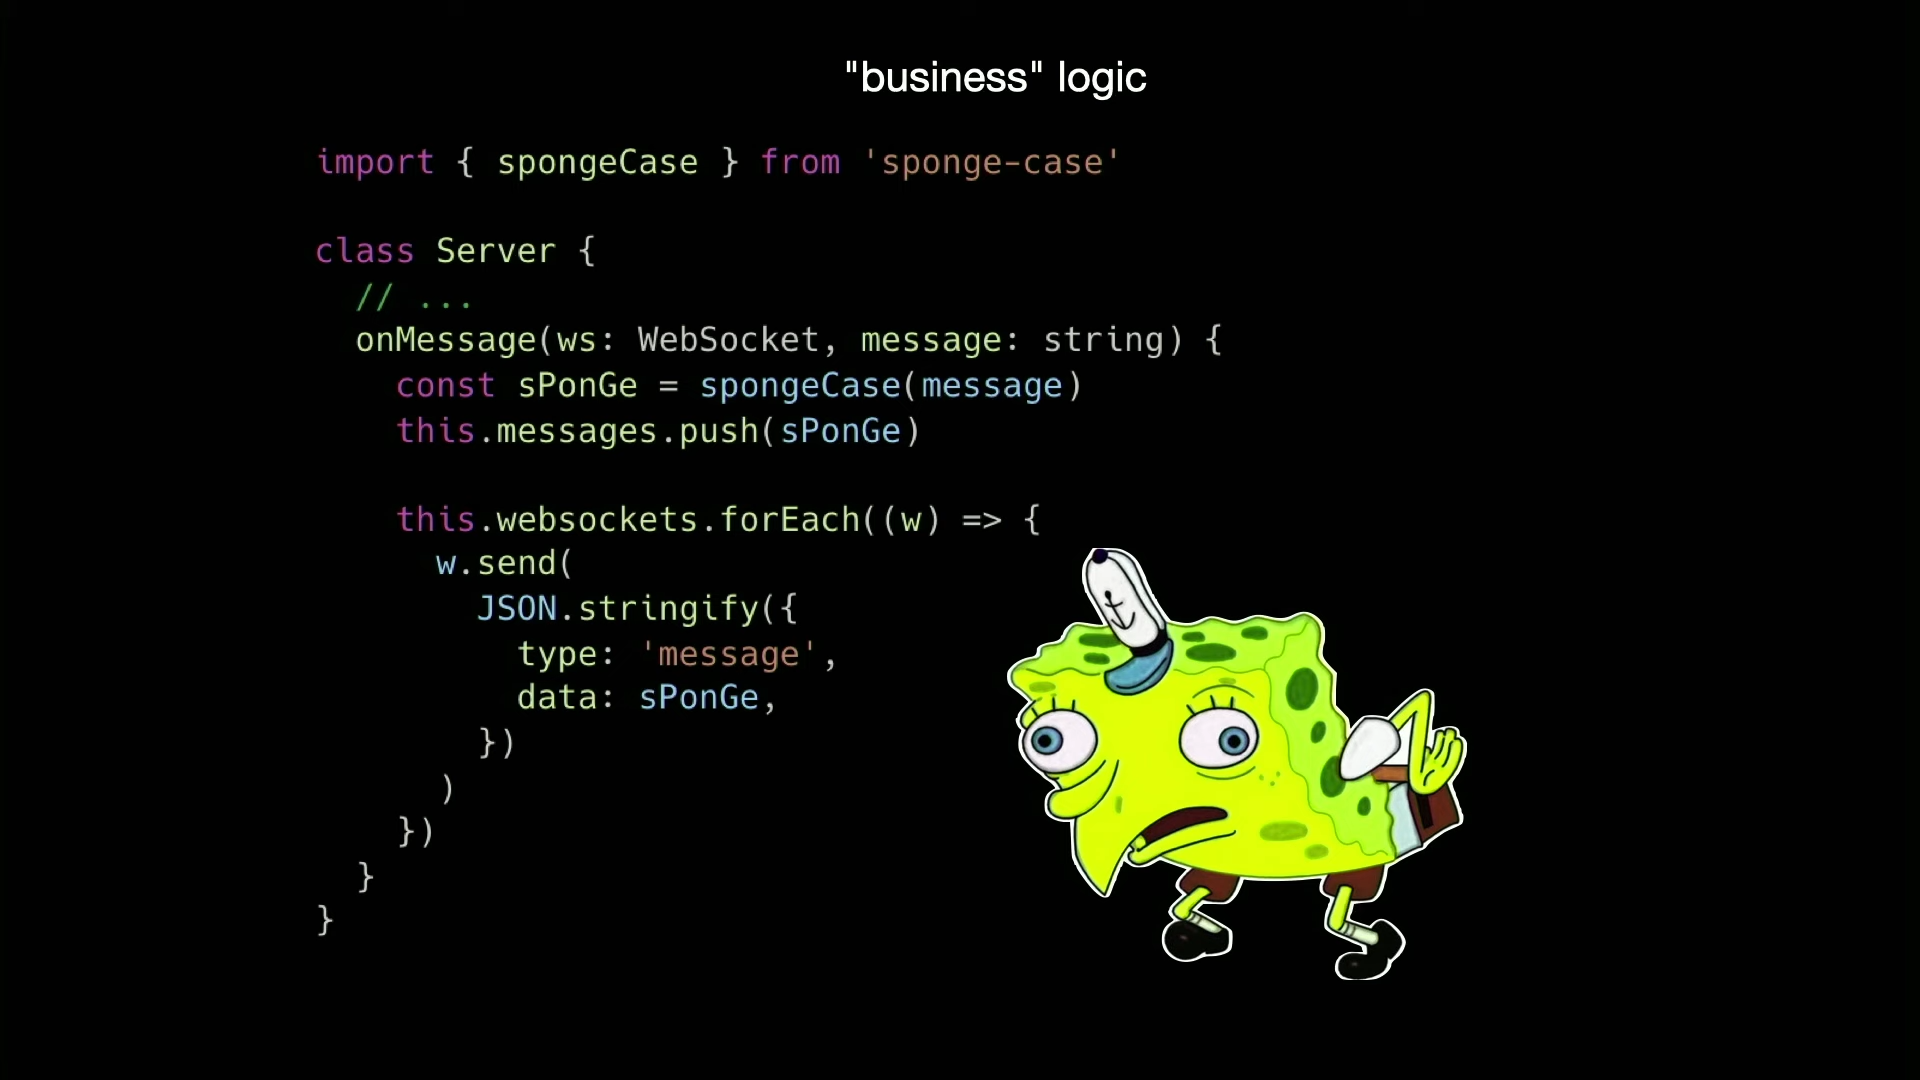 "business" logic
import { spongeCase } from 'sponge-case'
class Server {
// ...
onMessage(ws: WebSocket, message: string) {
const sPonGe = spongeCase(message)
this.messages.push(sPonGe)
this.websockets.forEach((w) => {
w.send(
JSON.stringify({
type: 'message',
data: sPonGe,
})
)
})
}
}